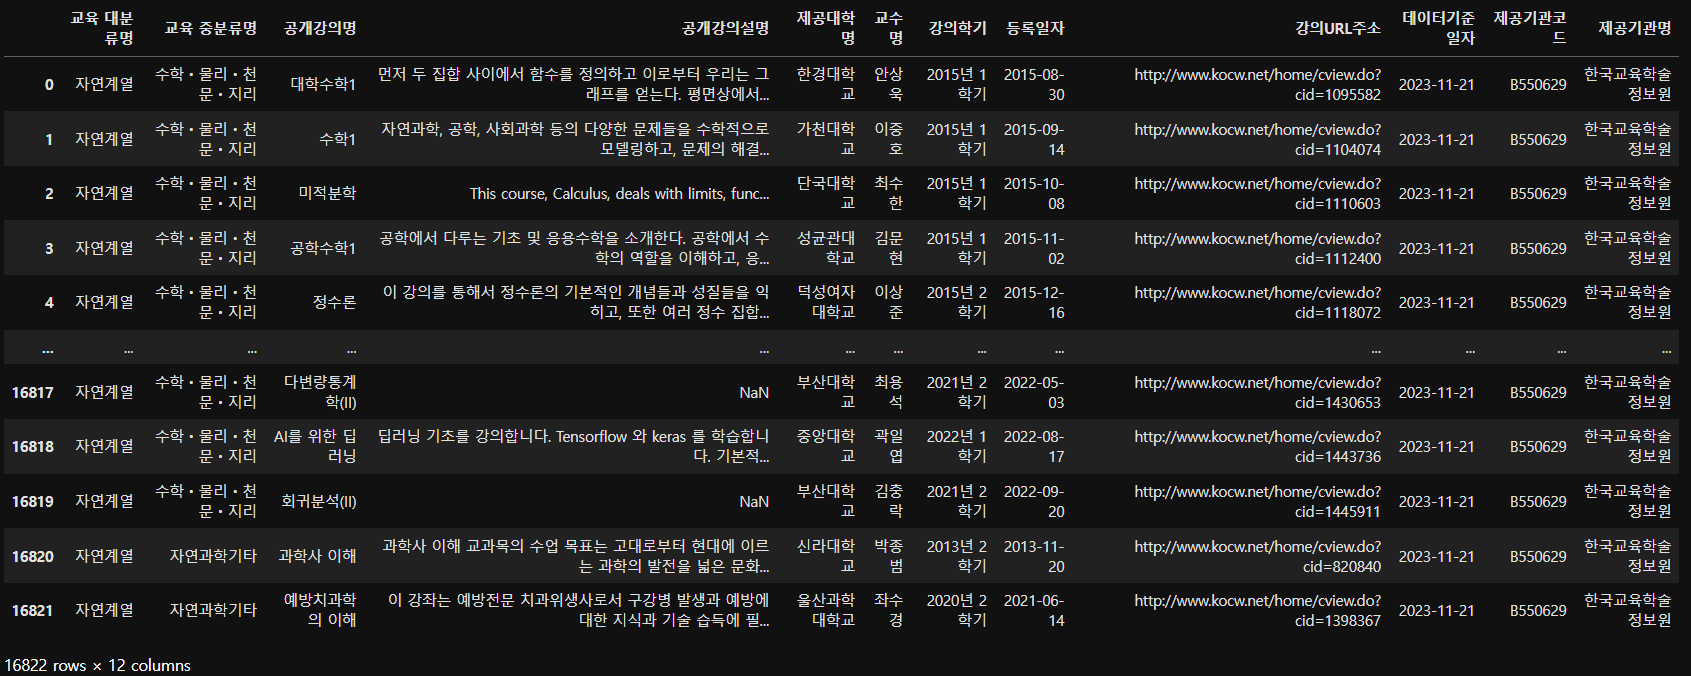 교육 대분류명 교육 중분류명 공개강의명 공개강의설명 제공대학명 교수명 강의학기 등록일자 강의URL주소 데이터기준일자 제공기관코드 제공기관명
0 자연계열 수학・물리・천문・지리 대학수학1 먼저 두 집합 사이에서 함수를 정의하고 이로부터 우리는 그래프를 얻는다. 평면상에서... 한경대학교 안상욱 2015년 1학기 2015-08-30 http://www.kocw.net/home/cview.do?cid=1095582 2023-11-21 B550629 한국교육학술정보원
1 자연계열 수학・물리・천문・지리 수학1 자연과학, 공학, 사회과학 등의 다양한 문제들을 수학적으로 모델링하고, 문제의 해결... 가천대학교 이중호 2015년 1학기 2015-09-14 http://www.kocw.net/home/cview.do?cid=1104074 2023-11-21 B550629 한국교육학술정보원
2 자연계열 수학・물리・천문・지리 미적분학 This course, Calculus, deals with limits, func... 단국대학교 최수한 2015년 1학기 2015-10-08 http://www.kocw.net/home/cview.do?cid=1110603 2023-11-21 B550629 한국교육학술정보원
3 자연계열 수학・물리・천문・지리 공학수학1 공학에서 다루는 기초 및 응용수학을 소개한다. 공학에서 수학의 역할을 이해하고, 응... 성균관대학교 김문현 2015년 1학기 2015-11-02 http://www.kocw.net/home/cview.do?cid=1112400 2023-11-21 B550629 한국교육학술정보원
4 자연계열 수학・물리・천문・지리 정수론 이 강의를 통해서 정수론의 기본적인 개념들과 성질들을 익히고, 또한 여러 정수 집합... 덕성여자대학교 이상준 2015년 2학기 2015-12-16 http://www.kocw.net/home/cview.do?cid=1118072 2023-11-21 B550629 한국교육학술정보원
... ... ... ... ... ... ... ... ... ... ... ... ...
16817 자연계열 수학・물리・천문・지리 다변량통계학(II) NaN 부산대학교 최용석 2021년 2학기 2022-05-03 http://www.kocw.net/home/cview.do?cid=1430653 2023-11-21 B550629 한국교육학술정보원
16818 자연계열 수학・물리・천문・지리 AI를 위한 딥러닝 딥러닝 기초를 강의합니다. Tensorflow 와 keras 를 학습합니다. 기본적... 중앙대학교 곽일엽 2022년 1학기 2022-08-17 http://www.kocw.net/home/cview.do?cid=1443736 2023-11-21 B550629 한국교육학술정보원
16819 자연계열 수학・물리・천문・지리 회귀분석(II) NaN 부산대학교 김충락 2021년 2학기 2022-09-20 http://www.kocw.net/home/cview.do?cid=1445911 2023-11-21 B550629 한국교육학술정보원
16820 자연계열 자연과학기타 과학사 이해 과학사 이해 교과목의 수업 목표는 고대로부터 현대에 이르는 과학의 발전을 넓은 문화... 신라대학교 박종범 2013년 2학기 2013-11-20 http://www.kocw.net/home/cview.do?cid=820840 2023-11-21 B550629 한국교육학술정보원
16821 자연계열 자연과학기타 예방치과학의 이해 이 강좌는 예방전문 치과위생사로서 구강병 발생과 예방에 대한 지식과 기술 습득에 필... 울산과학대학교 좌수경 2020년 2학기 2021-06-14 http://www.kocw.net/home/cview.do?cid=1398367 2023-11-21 B550629 한국교육학술정보원
16822 rows × 12 columns